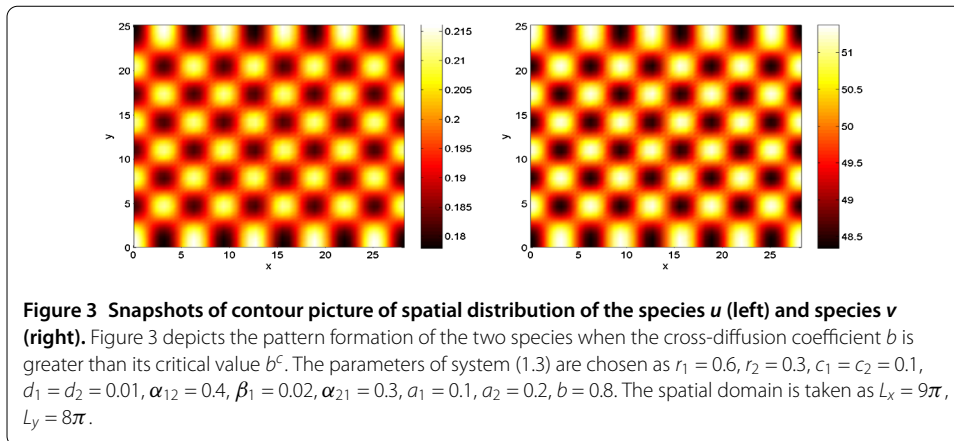 25
20
15
10
5
0
y
0 5 10 15 20 25
x
0.215
0.21
0.205
0.2
0.195
0.19
0.185
0.18
25
20
15
10
5
0
y
0 5 10 15 20 25
x
51
50.5
50
49.5
49
48.5
Figure 3 Snapshots of contour picture of spatial distribution of the species u (left) and species v
(right). Figure 3 depicts the pattern formation of the two species when the cross-diffusion coefficient b is
greater than its critical value b^c. The parameters of system (1.3) are chosen as r₁ = 0.6, r₂ = 0.3, c₁ = c₂ = 0.1,
d₁ = d₂ = 0.01, α₁₂ = 0.4, β₁ = 0.02, α₂₁ = 0.3, a₁ = 0.1, a₂ = 0.2, b = 0.8. The spatial domain is taken as Lₓ = 9π,
L_y = 8π.